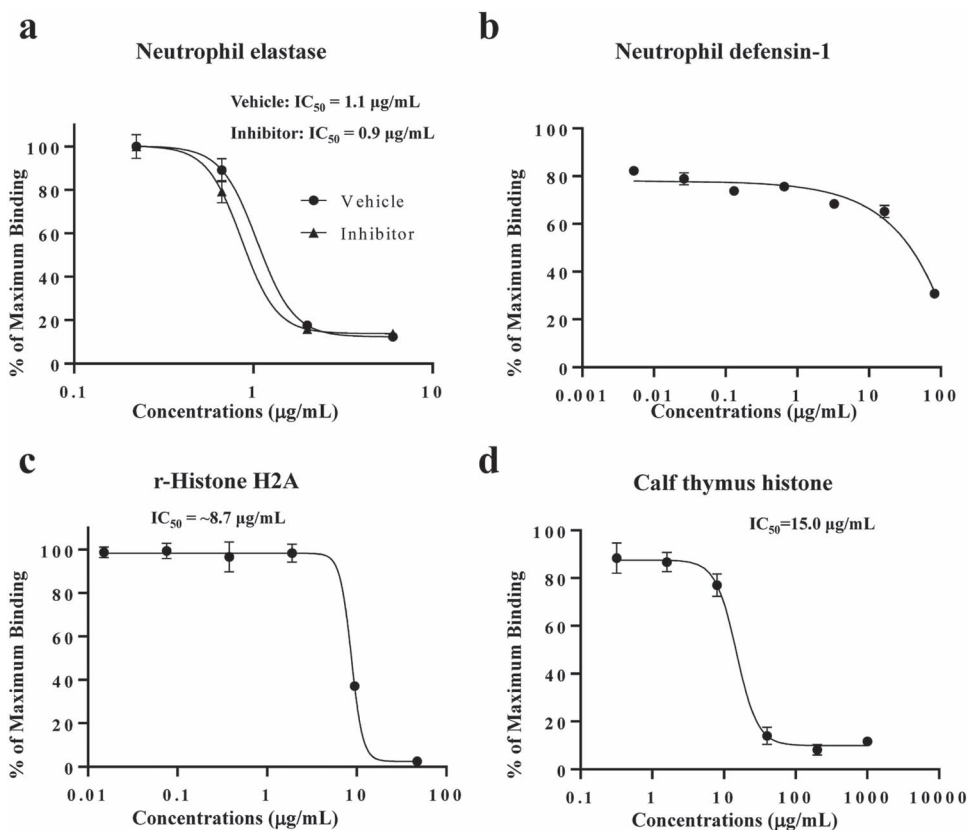 a
Neutrophil elastase
Vehicle: IC50 = 1.1 µg/mL
Inhibitor: IC50 = 0.9 µg/mL
Vehicle
Inhibitor
% of Maximum Binding
100
80
60
40
20
0
0.1
1
10
Concentrations (µg/mL)
b
Neutrophil defensin-1
% of Maximum Binding
100
80
60
40
20
0
0.001
0.01
0.1
1
10
100
Concentrations (µg/mL)
c
r-Histone H2A
IC50 = ~8.7 µg/mL
% of Maximum Binding
100
80
60
40
20
0
0.01
0.1
1
10
100
Concentrations (µg/mL)
d
Calf thymus histone
IC50=15.0 µg/mL
% of Maximum Binding
100
80
60
40
20
0
0.1
1
10
100
1000
10000
Concentrations (µg/mL)